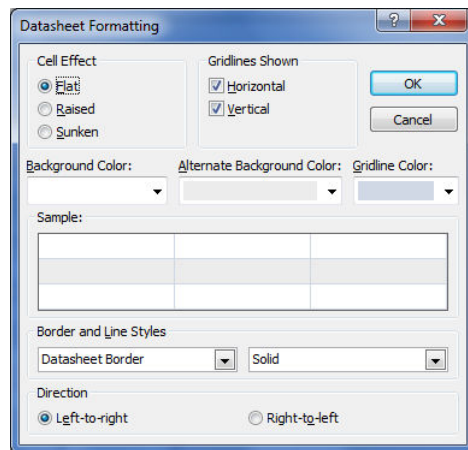 Datasheet Formatting
Cell Effect
Flat
Raised
Sunken
Gridlines Shown
Horizontal
Vertical
OK
Cancel
Background Color:
Alternate Background Color:
Gridline Color:
Sample:
Border and Line Styles
Datasheet Border
Solid
Direction
Left-to-right
Right-to-left